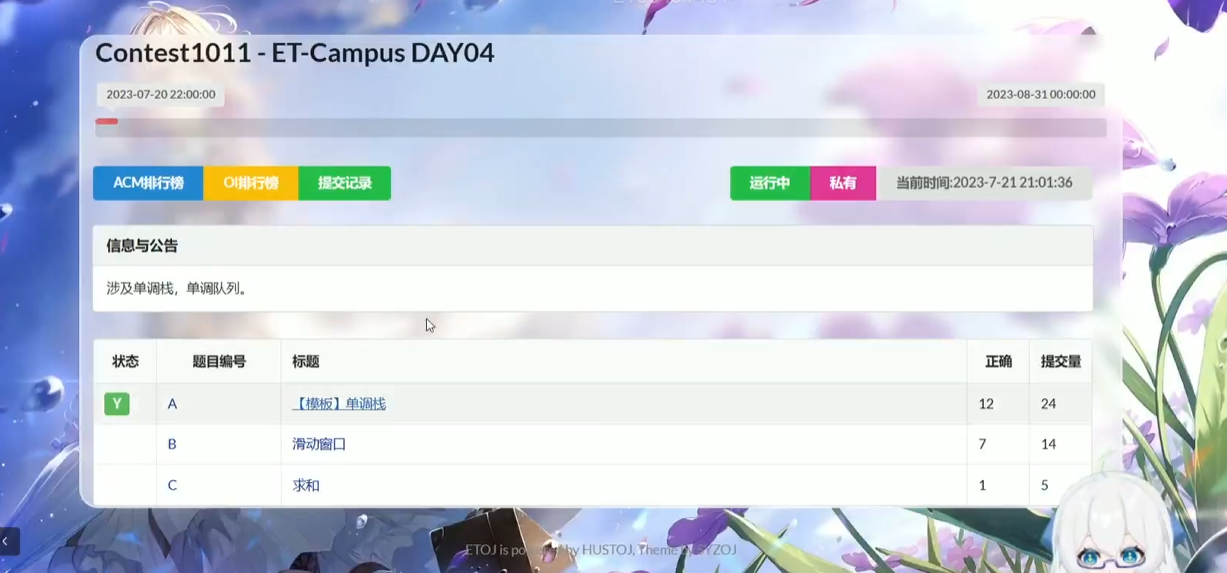 Contest1011 - ET-Campus DAY04
2023-07-20 22:00:00
2023-08-31 00:00:00
ACM排行榜 OI排行榜 提交记录
运行中 私有 当前时间:2023-7-21 21:01:36
信息与公告
涉及单调栈，单调队列。
状态 题目编号 标题 正确 提交量
Y A 【模板】单调栈 12 24
B 滑动窗口 7 14
C 求和 1 5
ETOJ is powered by HUSTOJ, Theme by SYZOJ